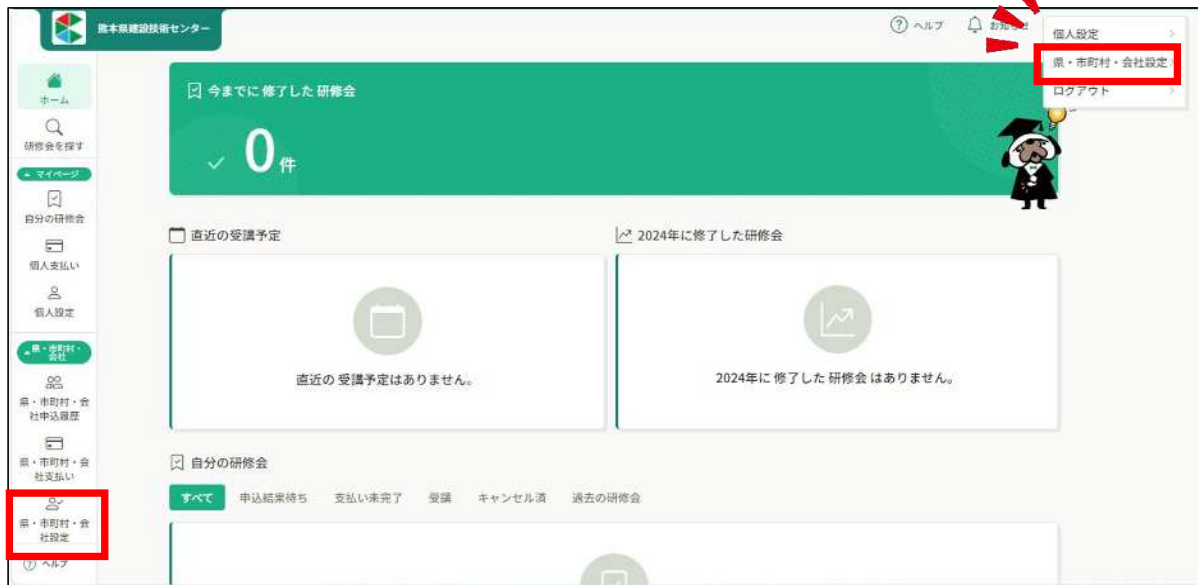 熊本県建設技術センター
ヘルプ
お知らせ
個人設定
県・市町村・会社設定
ログアウト
ホーム
研修会を探す
マイページ
自分の研修会
個人支払い
個人設定
県・市町村・
会社
県・市町村・会
社申込履歴
県・市町村・会
社支払い
県・市町村・会
社設定
ヘルプ
今までに修了した研修会
0件
直近の受講予定
直近の 受講予定はありません。
2024年に修了した研修会
2024年に 修了した 研修会 はありません。
自分の研修会
すべて 申込結果待ち 支払い未完了 受講 キャンセル済 過去の研修会